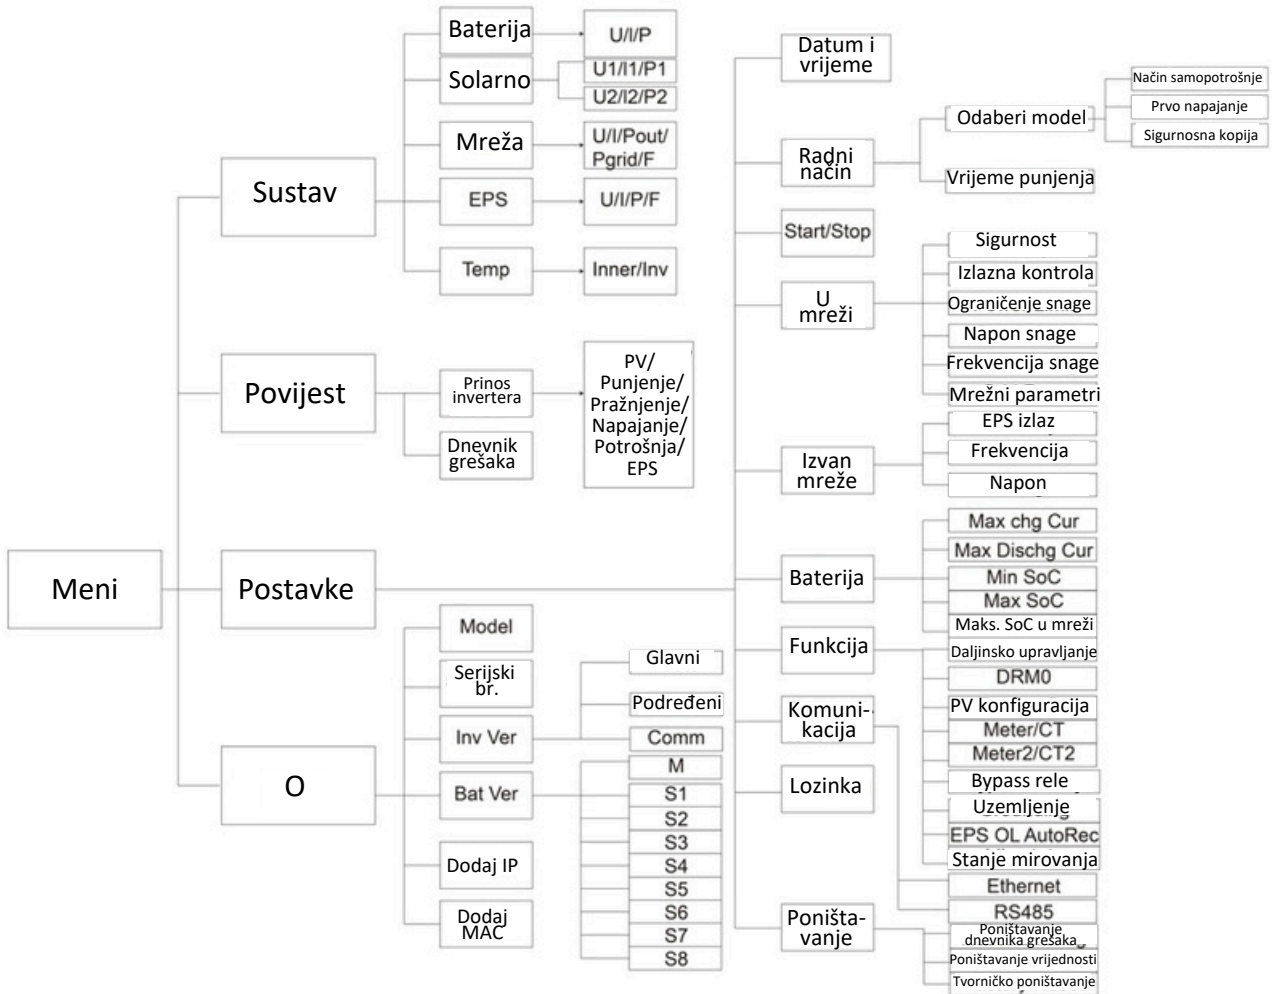 Meni
Sustav
Baterija
U/I/P
Solarno
U1/I1/P1
U2/I2/P2
Mreža
U/I/Pout/
Pgrid/F
EPS
U/I/P/F
Temp
Inner/Inv
Povijest
Prinos
invertera
PV/
Punjenje/
Pražnjenje/
Napajanje/
Potrošnja/
EPS
Dnevnik
grešaka
Postavke
O
Model
Serijski
br.
Inv Ver
Glavni
Podređeni
Comm
Bat Ver
M
S1
S2
S3
S4
S5
S6
S7
S8
Dodaj IP
Dodaj
MAC
Datum i
vrijeme
Radni
način
Odaberi model
Način samopotrošnje
Prvo napajanje
Sigurnosna kopija
Vrijeme punjenja
Start/Stop
U
mreži
Sigurnost
Izlazna kontrola
Ograničenje snage
Napon snage
Frekvencija snage
Mrežni parametri
Izvan
mreže
EPS izlaz
Frekvencija
Napon
Baterija
Max chg Cur
Max Dischg Cur
Min SoC
Max SoC
Maks. SoC u mreži
Funkcija
Daljinsko upravljanje
DRM0
PV konfiguracija
Meter/CT
Meter2/CT2
Bypass rele
Uzemljenje
EPS OL AutoRec
Stanje mirovanja
Komuni-
kacija
Ethernet
RS485
Lozinka
Poništa-
vanje
Poništavanje
dnevnika grešaka
Poništavanje vrijednosti
Tvorničko poništavanje